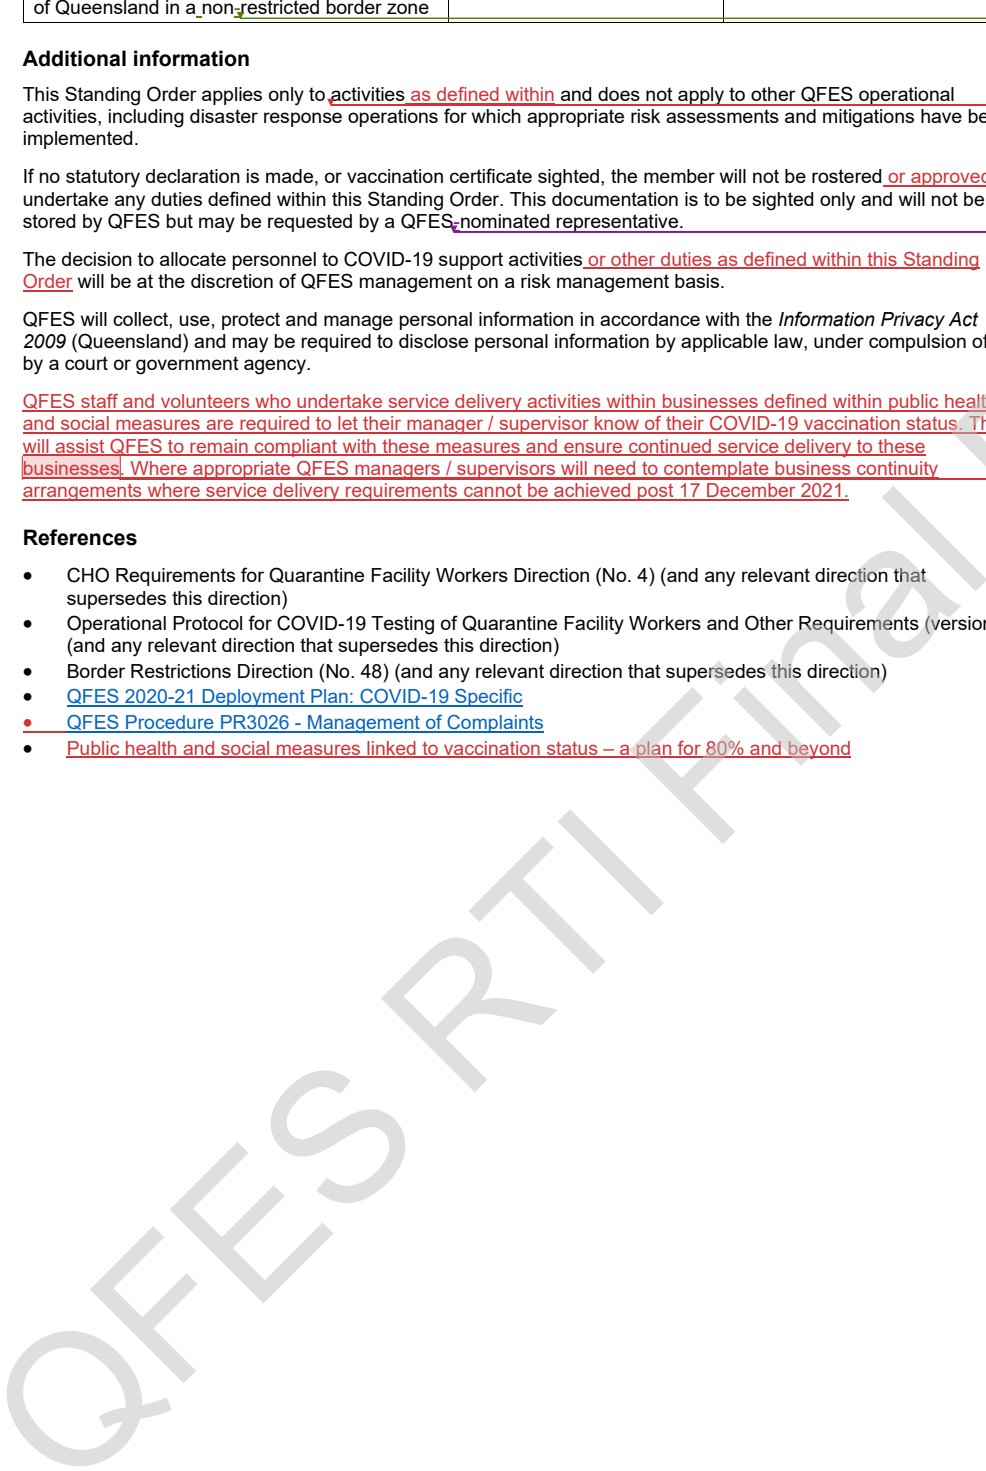 of Queensland in a non-restricted border zone
Additional information
This Standing Order applies only to activities as defined within and does not apply to other QFES operational
activities, including disaster response operations for which appropriate risk assessments and mitigations have be
implemented.
If no statutory declaration is made, or vaccination certificate sighted, the member will not be rostered or approved
undertake any duties defined within this Standing Order. This documentation is to be sighted only and will not be
stored by QFES but may be requested by a QFES-nominated representative.
The decision to allocate personnel to COVID-19 support activities or other duties as defined within this Standing
Order will be at the discretion of QFES management on a risk management basis.
QFES will collect, use, protect and manage personal information in accordance with the Information Privacy Act
2009 (Queensland) and may be required to disclose personal information by applicable law, under compulsion of
by a court or government agency.
QFES staff and volunteers who undertake service delivery activities within businesses defined within public healt
and social measures are required to let their manager / supervisor know of their COVID-19 vaccination status. Th
will assist QFES to remain compliant with these measures and ensure continued service delivery to these
businesses. Where appropriate QFES managers / supervisors will need to contemplate business continuity
arrangements where service delivery requirements cannot be achieved post 17 December 2021.
References
• CHO Requirements for Quarantine Facility Workers Direction (No. 4) (and any relevant direction that
supersedes this direction)
• Operational Protocol for COVID-19 Testing of Quarantine Facility Workers and Other Requirements (version
(and any relevant direction that supersedes this direction)
• Border Restrictions Direction (No. 48) (and any relevant direction that supersedes this direction)
• QFES 2020-21 Deployment Plan: COVID-19 Specific
• QFES Procedure PR3026 - Management of Complaints
• Public health and social measures linked to vaccination status – a plan for 80% and beyond
QFES RTI Final